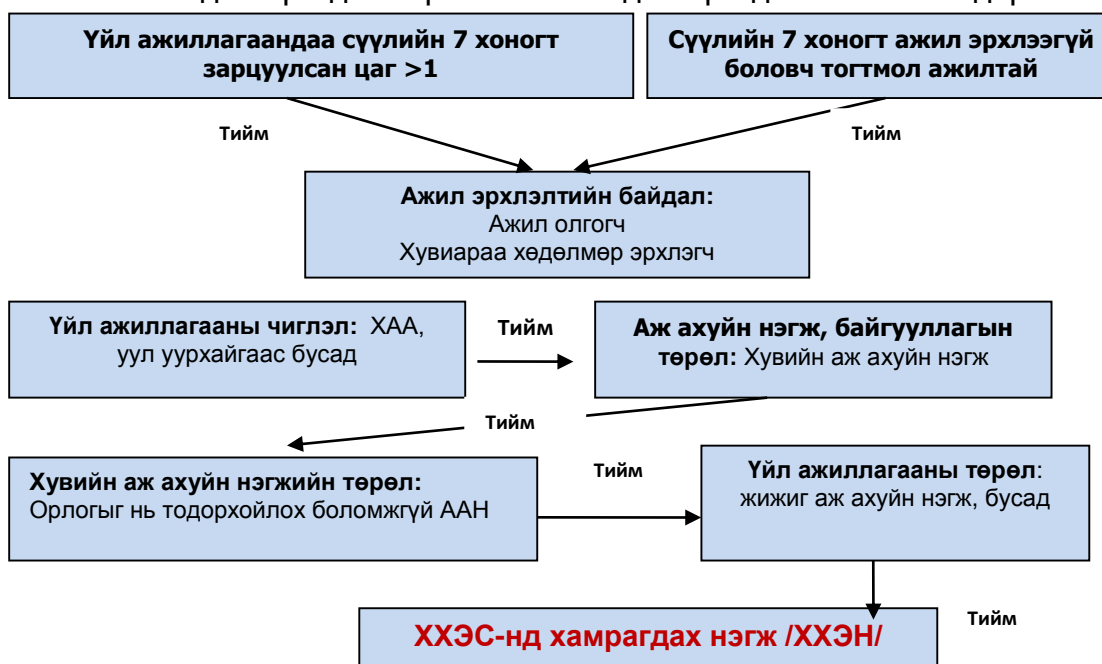 Үйл ажиллагаандаа сүүлийн 7 хоногт
зарцуулсан цаг >1
Сүүлийн 7 хоногт ажил эрхлээгүй
боловч тогтмол ажилтай
Тийм
Тийм
Ажил эрхлэлтийн байдал:
Ажил олгогч
Хувиараа хөдөлмөр эрхлэгч
Үйл ажиллагааны чиглэл: ХАА,
уул уурхайгаас бусад
Тийм
Аж ахуйн нэгж, байгууллагын
төрөл: Хувийн аж ахуйн нэгж
Тийм
Хувийн аж ахуйн нэгжийн төрөл:
Орлогыг нь тодорхойлох боломжгүй ААН
Тийм
Үйл ажиллагааны төрөл:
жижиг аж ахуйн нэгж, бусад
Тийм
ХХЭС-нд хамрагдах нэгж /ХХЭН/